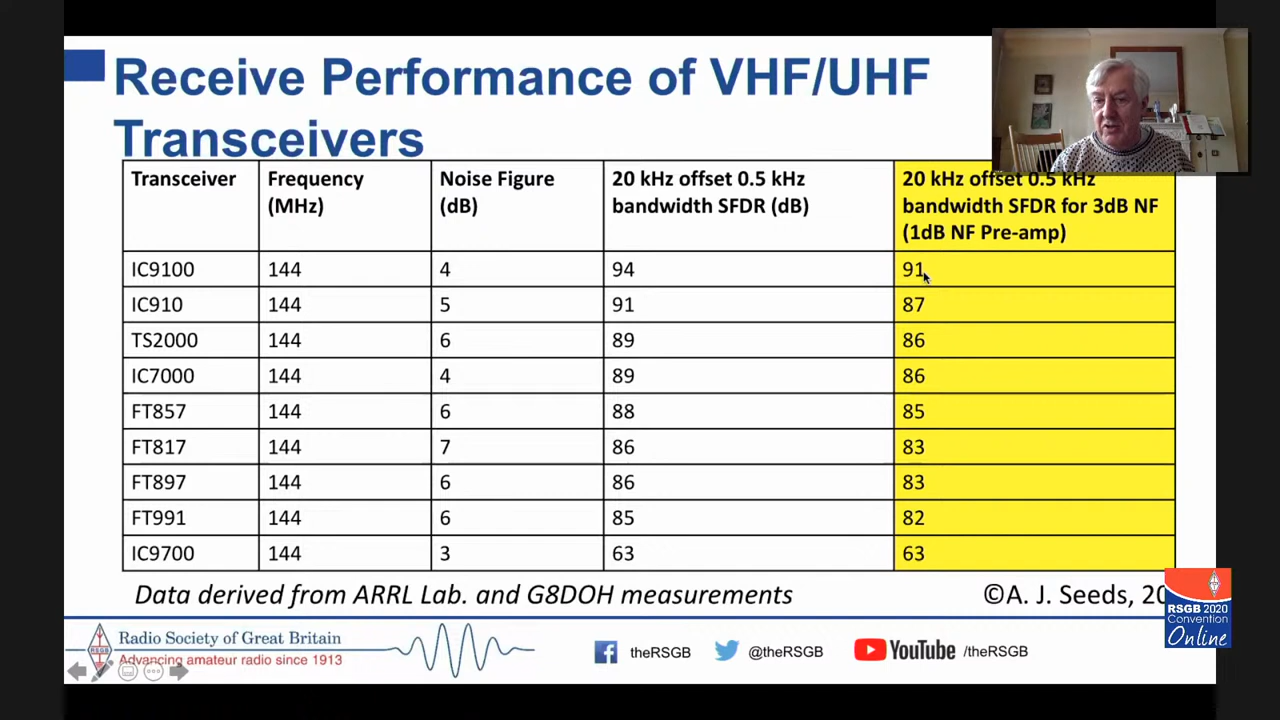 Receive Performance of VHF/UHF
Transceivers
Transceiver
Frequency
(MHz)
Noise Figure
(dB)
20 kHz offset 0.5 kHz
bandwidth SFDR (dB)
20 kHz offset 0.5 kHz
bandwidth SFDR for 3dB NF
(1dB NF Pre-amp)
IC9100 144 4 94 91
IC910 144 5 91 87
TS2000 144 6 89 86
IC7000 144 4 89 86
FT857 144 6 88 85
FT817 144 7 86 83
FT897 144 6 86 83
FT991 144 6 85 82
IC9700 144 3 63 63
Data derived from ARRL Lab. and G8DOH measurements
©A. J. Seeds, 20
RSGB 2020
Convention
Online
RSGB
Radio Society of Great Britain
Advancing amateur radio since 1913
theRSGB
@theRSGB
YouTube /theRSGB